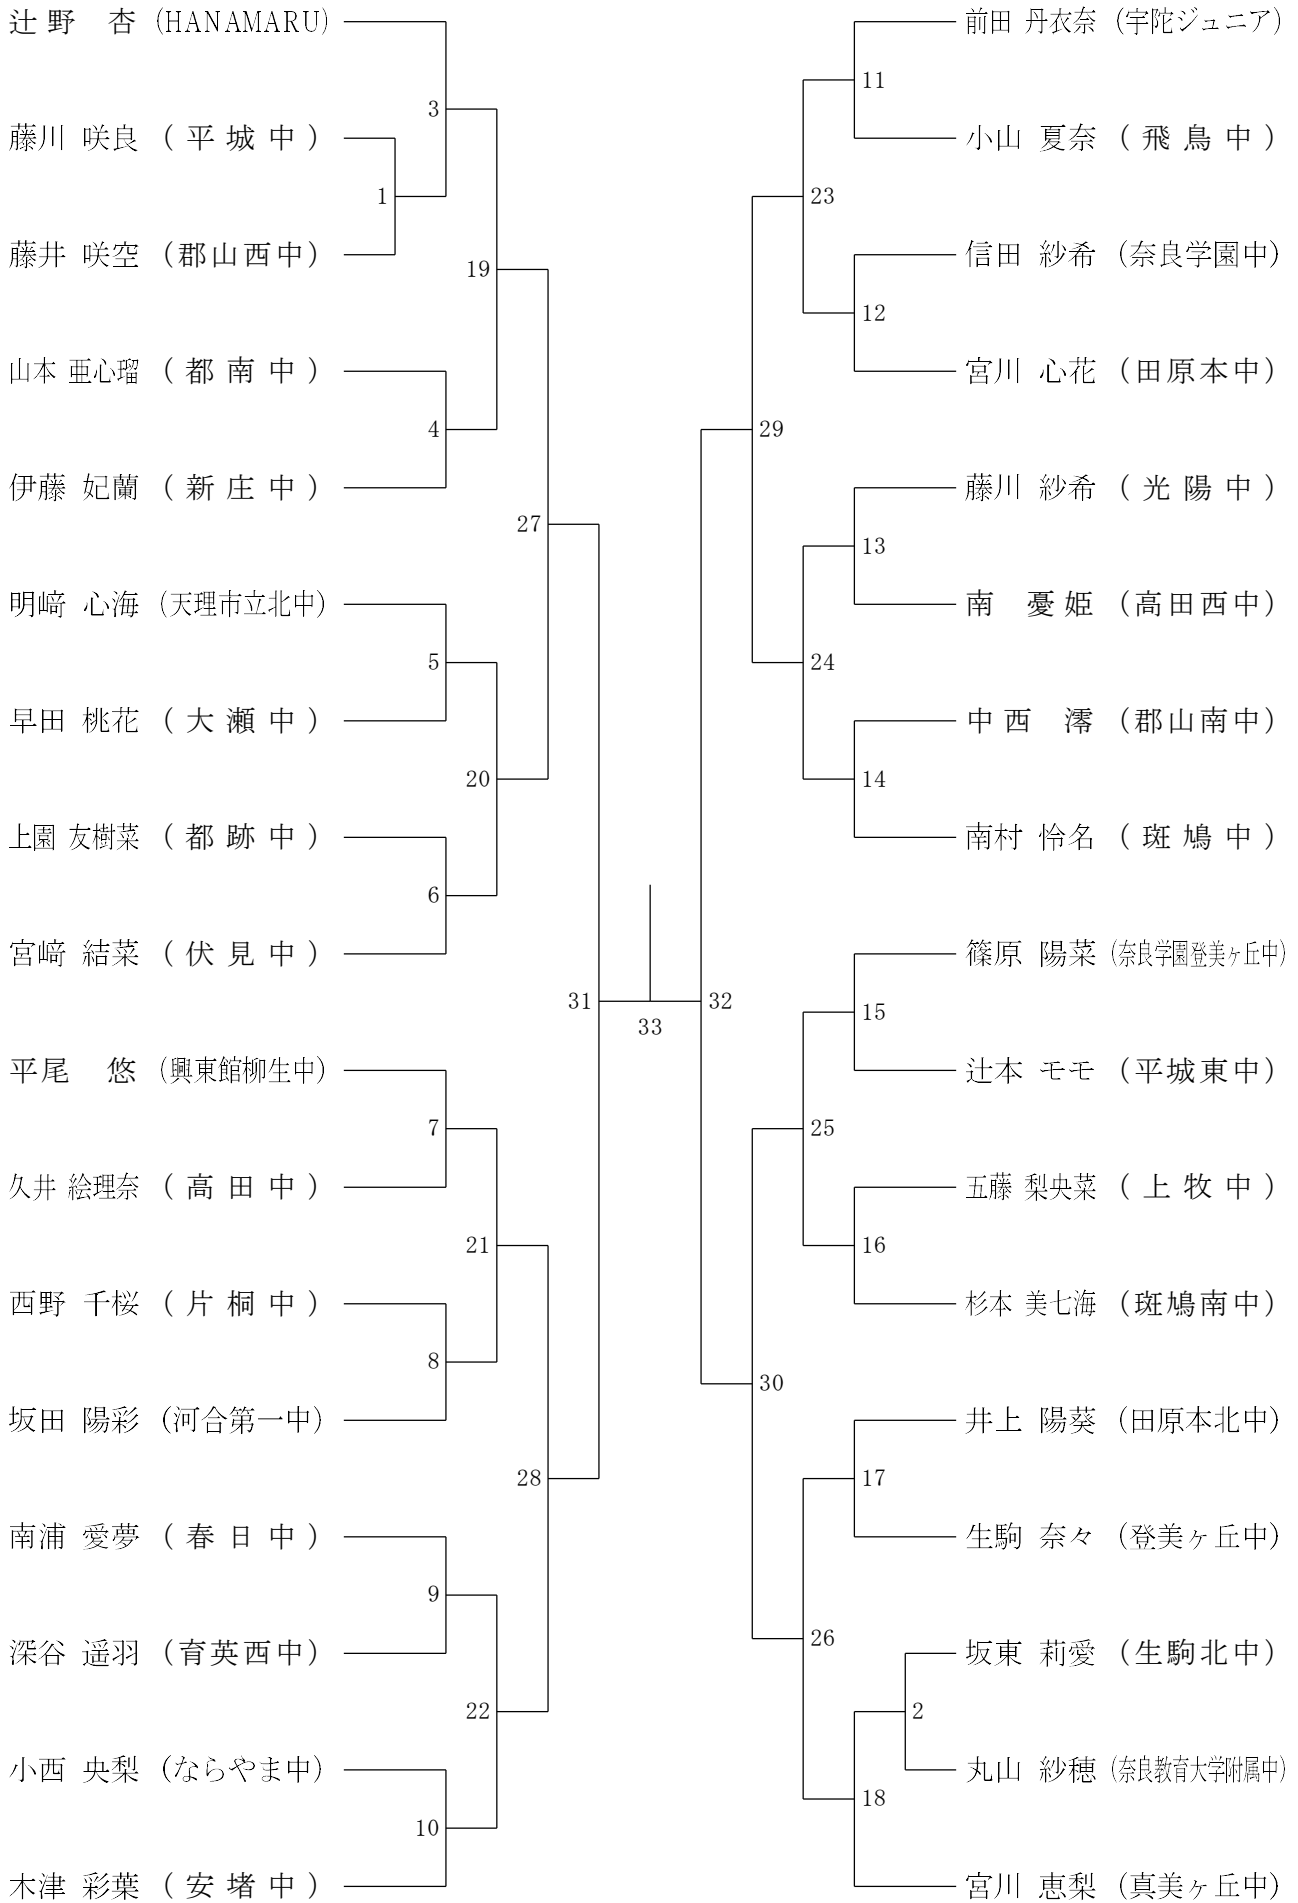 辻野 杏 (HANAMARU)
3
藤川 咲良 (平城中)
1
藤井 咲空 (郡山西中)
19
山本 亜心瑠 (都南中)
4
伊藤 妃蘭 (新庄中)
27
明﨑 心海 (天理市立北中)
5
早田 桃花 (大瀬中)
20
上園 友樹菜 (都跡中)
6
宮﨑 結菜 (伏見中)
31
33
平尾 悠 (興東館柳生中)
7
久井 絵理奈 (高田中)
21
西野 千桜 (片桐中)
8
坂田 陽彩 (河合第一中)
28
南浦 愛夢 (春日中)
9
深谷 遥羽 (育英西中)
22
小西 央梨 (ならやま中)
10
木津 彩葉 (安堵中)
前田 丹衣奈 (宇陀ジュニア)
11
小山 夏奈 (飛鳥中)
23
信田 紗希 (奈良学園中)
12
宮川 心花 (田原本中)
29
藤川 紗希 (光陽中)
13
南 憂姫 (高田西中)
24
中西 澪 (郡山南中)
14
南村 怜名 (斑鳩中)
32
篠原 陽菜 (奈良学園登美ヶ丘中)
15
辻本 モモ (平城東中)
25
五藤 梨央菜 (上牧中)
16
杉本 美七海 (斑鳩南中)
30
井上 陽葵 (田原本北中)
17
生駒 奈々 (登美ヶ丘中)
26
坂東 莉愛 (生駒北中)
2
丸山 紗穂 (奈良教育大学附属中)
18
宮川 恵梨 (真美ヶ丘中)